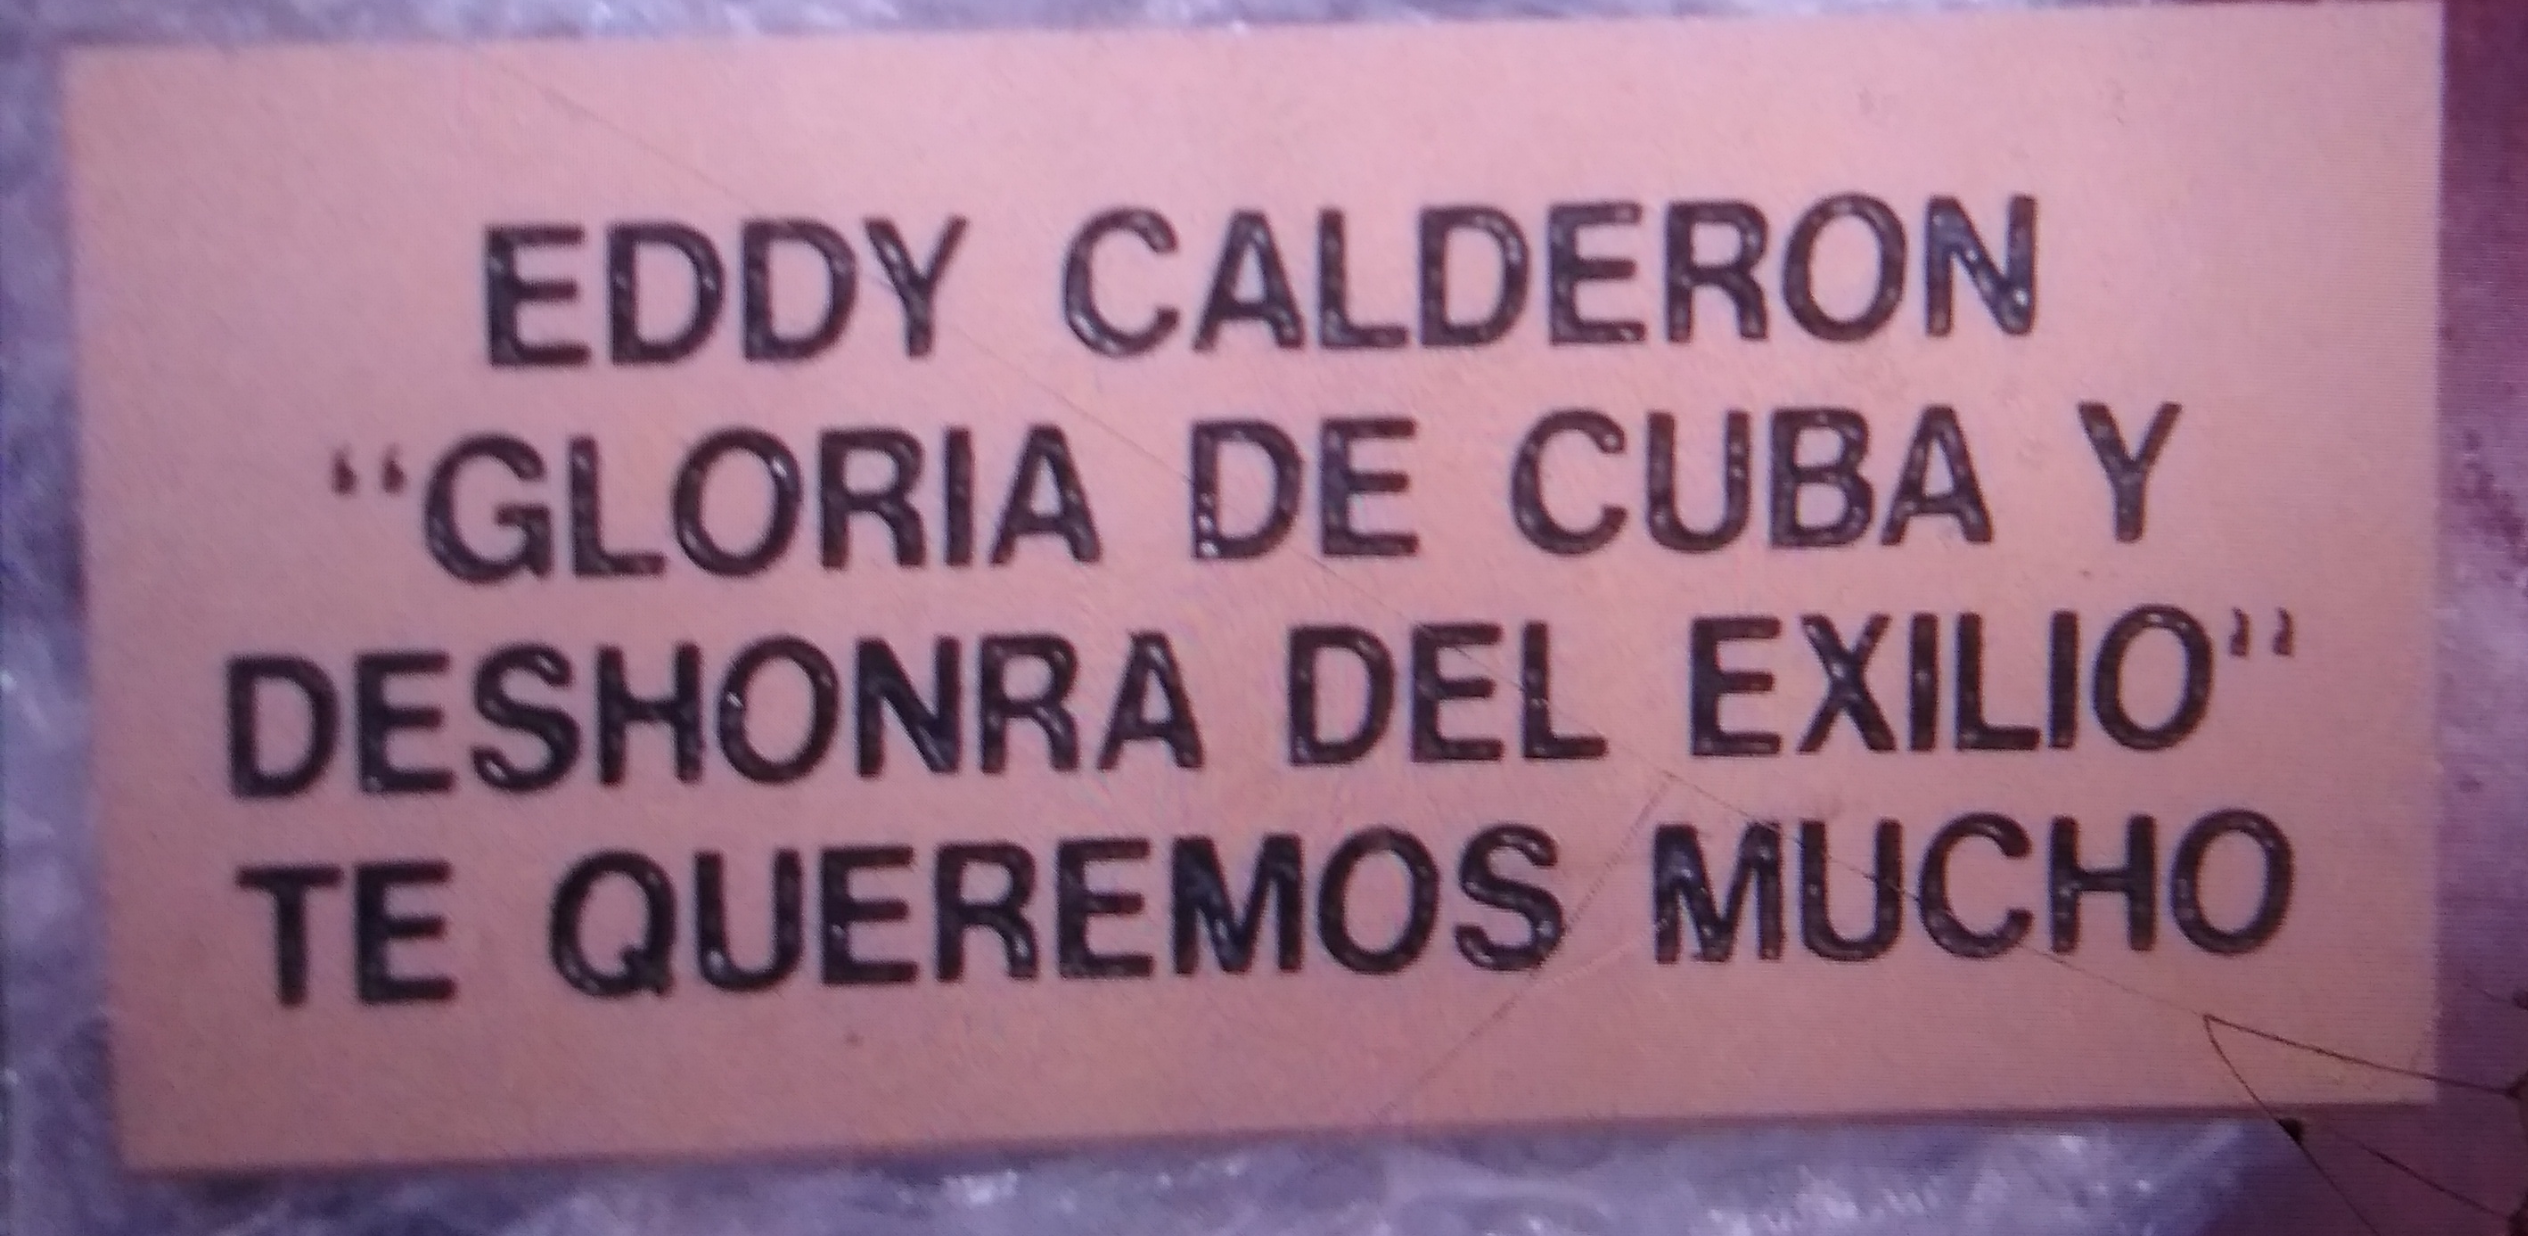 EDDY CALDERON
“GLORIA DE CUBA Y
DESHONRA DEL EXILIO”
TE QUEREMOS MUCHO